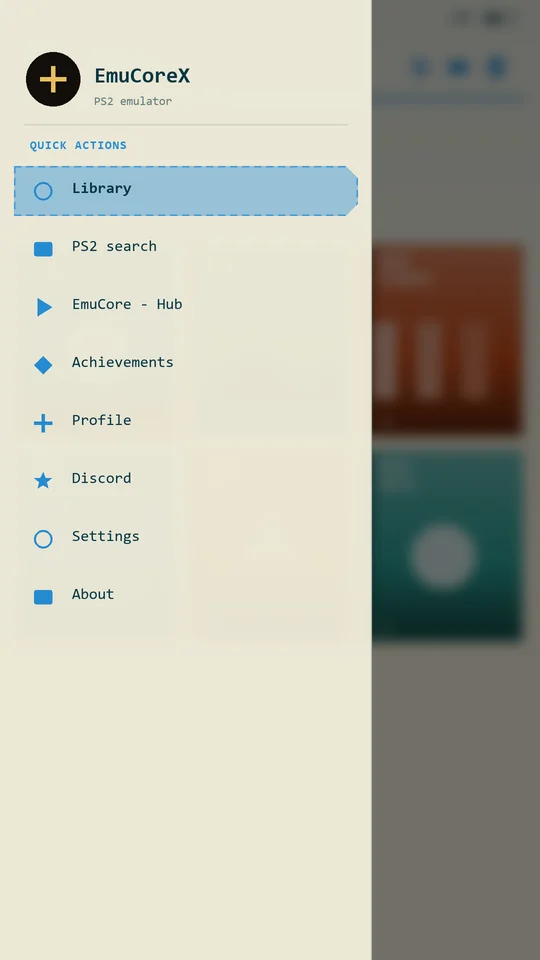 EmuCoreX
PS2 emulator
QUICK ACTIONS
Library
PS2 search
EmuCore - Hub
Achievements
Profile
Discord
Settings
About